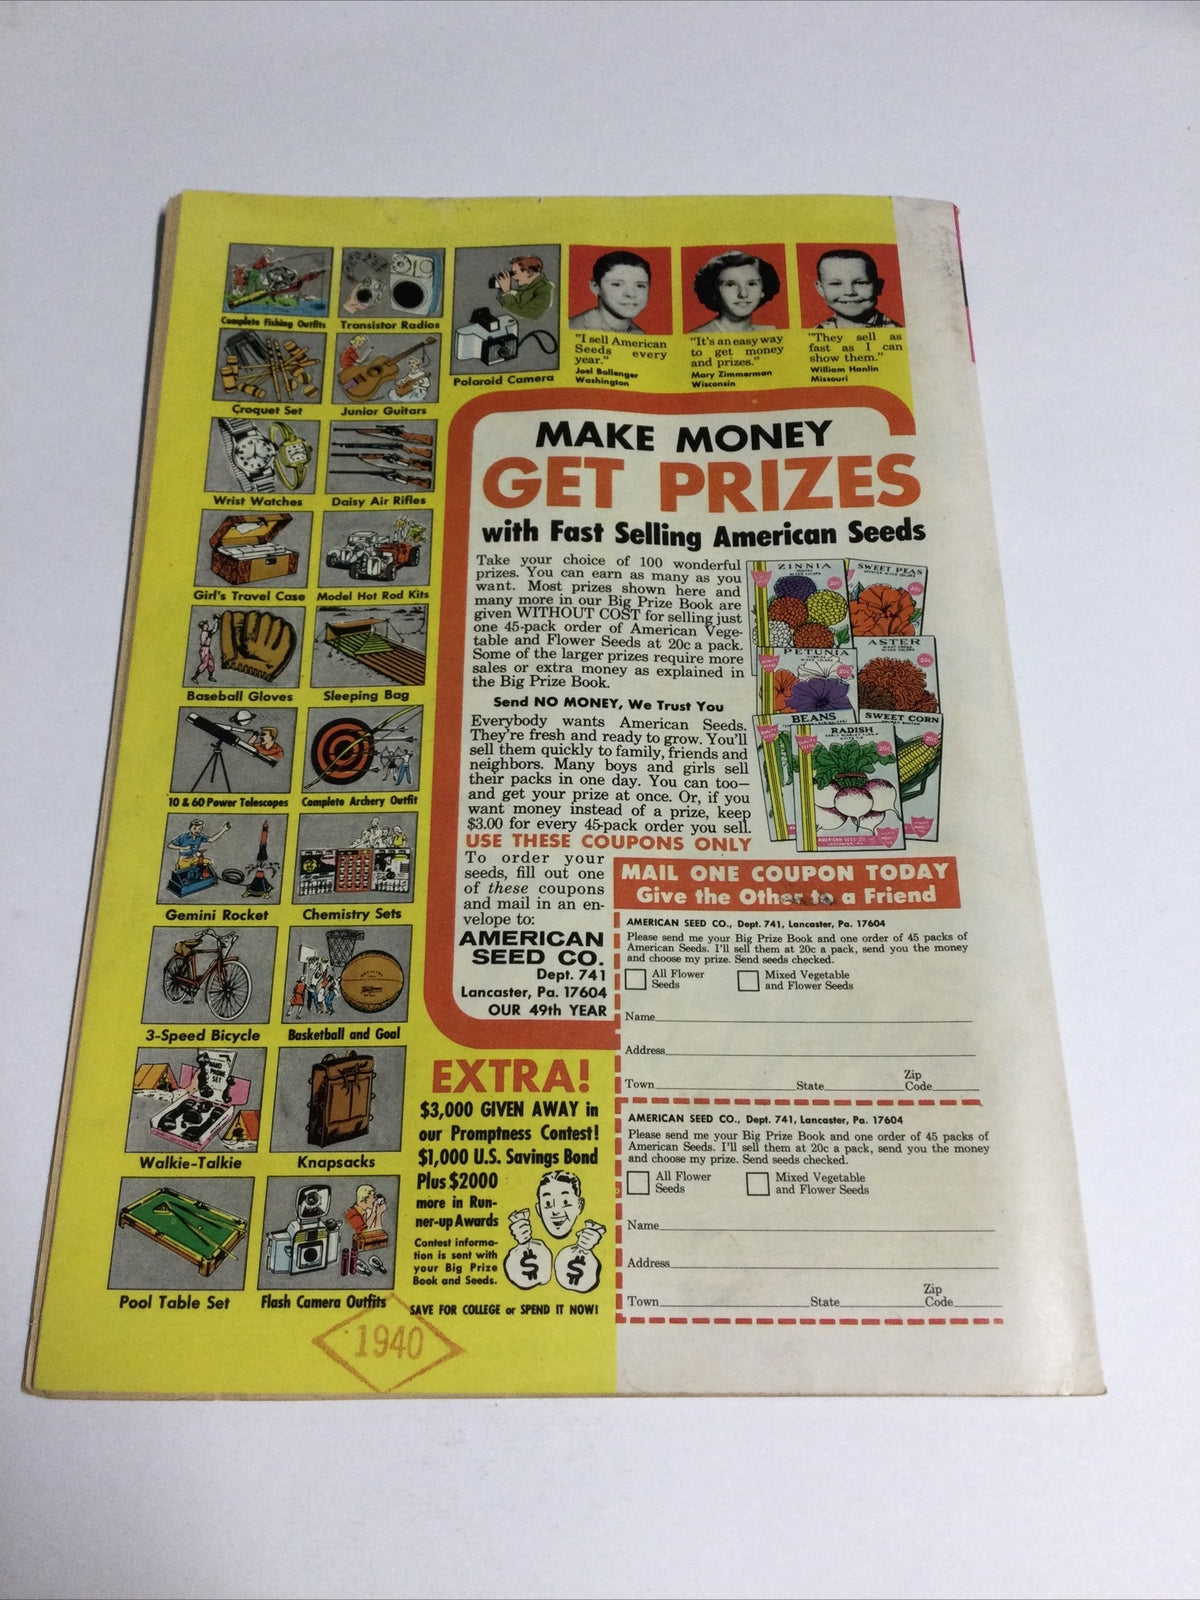 Complete Fishing Outfits
Transistor Radios
Polaroid Camera
Croquet Set
Junior Guitars
Wrist Watches
Daisy Air Rifles
Girl's Travel Case
Model Hot Rod Kits
Baseball Gloves
Sleeping Bag
10 & 60 Power Telescopes
Complete Archery Outfit
Gemini Rocket
Chemistry Sets
3-Speed Bicycle
Basketball and Goal
Walkie-Talkie
Knapsacks
Pool Table Set
Flash Camera Outfits
"I sell American
Seeds every
year."
Joel Ballenger
Washington
"It's an easy way
to get money
and prizes."
Mary Zimmerman
Wisconsin
"They sell as
fast as I can
show them."
William Hanlin
Missouri
MAKE MONEY
GET PRIZES
with Fast Selling American Seeds
Take your choice of 100 wonderful
prizes. You can earn as many as you
want. Most prizes shown here and
many more in our Big Prize Book are
given WITHOUT COST for selling just
one 45-pack order of American Vege-
table and Flower Seeds at 20c a pack.
Some of the larger prizes require more
sales or extra money as explained in
the Big Prize Book.
Send NO MONEY, We Trust You
Everybody wants American Seeds.
They're fresh and ready to grow. You'll
sell them quickly to family, friends and
neighbors. Many boys and girls sell
their packs in one day. You can too—
and get your prize at once. Or, if you
want money instead of a prize, keep
$3.00 for every 45-pack order you sell.
USE THESE COUPONS ONLY
To order your
seeds, fill out one
of these coupons
and mail in an en-
velope to:
AMERICAN
SEED CO.
Dept. 741
Lancaster, Pa. 17604
OUR 49th YEAR
ZINNIA
SWEET PEAS
ASTER
PETUNIA
BEANS
SWEET CORN
RADISH
20c
MAIL ONE COUPON TODAY
Give the Other to a Friend
AMERICAN SEED CO., Dept. 741, Lancaster, Pa. 17604
Please send me your Big Prize Book and one order of 45 packs of
American Seeds. I'll sell them at 20c a pack, send you the money
and choose my prize. Send seeds checked.
All Flower
Seeds
Mixed Vegetable
and Flower Seeds
Name
Address
Town State Zip Code
AMERICAN SEED CO., Dept. 741, Lancaster, Pa. 17604
Please send me your Big Prize Book and one order of 45 packs of
American Seeds. I'll sell them at 20c a pack, send you the money
and choose my prize. Send seeds checked.
All Flower
Seeds
Mixed Vegetable
and Flower Seeds
Name
Address
Town State Zip Code
EXTRA!
$3,000 GIVEN AWAY in
our Promptness Contest!
$1,000 U.S. Savings Bond
Plus $2000
more in Run-
ner-up Awards
Contest informa-
tion is sent with
your Big Prize
Book and Seeds.
$ $
SAVE FOR COLLEGE or SPEND IT NOW!
1940